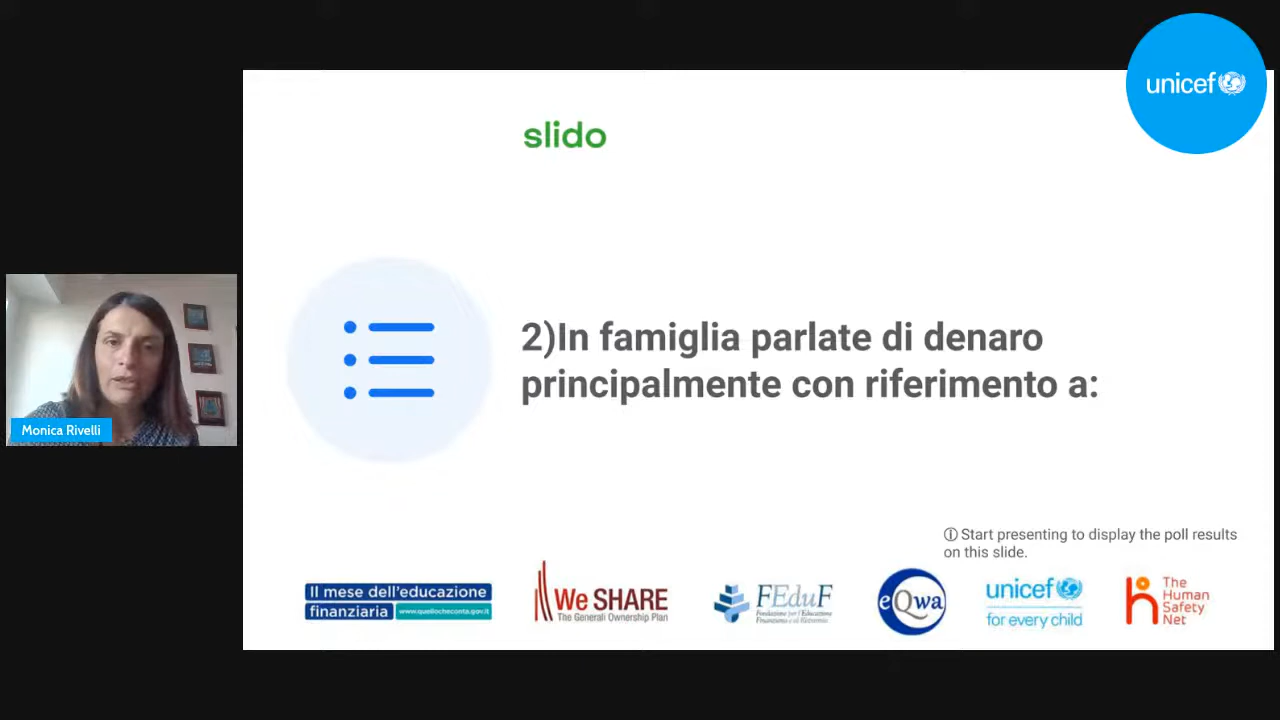 unicef
slido
2)In famiglia parlate di denaro
principalmente con riferimento a:
Monica Rivelli
ⓘ Start presenting to display the poll results
on this slide.
Il mese dell'educazione
finanziaria www.quellocheconta.gov.it
We SHARE
The Generali Ownership Plan
FEduF
Fondazione per l'Educazione
Finanziaria e al Risparmio
eQwa
unicef
for every child
The
Human
Safety
Net